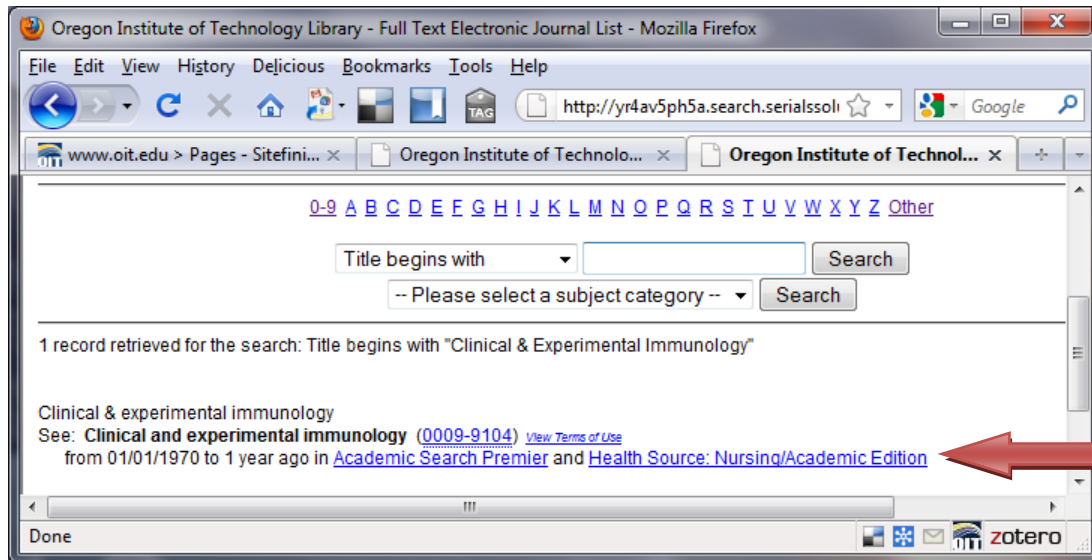 Oregon Institute of Technology Library - Full Text Electronic Journal List - Mozilla Firefox
File Edit View History Delicious Bookmarks Tools Help
TAG http://yr4av5ph5a.search.serialssolu Google
www.oit.edu > Pages - Sitefini... Oregon Institute of Technolo... Oregon Institute of Technol...
0-9 A B C D E F G H I J K L M N O P Q R S T U V W X Y Z Other
Title begins with Search
-- Please select a subject category -- Search
1 record retrieved for the search: Title begins with "Clinical & Experimental Immunology"
Clinical & experimental immunology
See: Clinical and experimental immunology (0009-9104) View Terms of Use
from 01/01/1970 to 1 year ago in Academic Search Premier and Health Source: Nursing/Academic Edition
Done OIT zotero